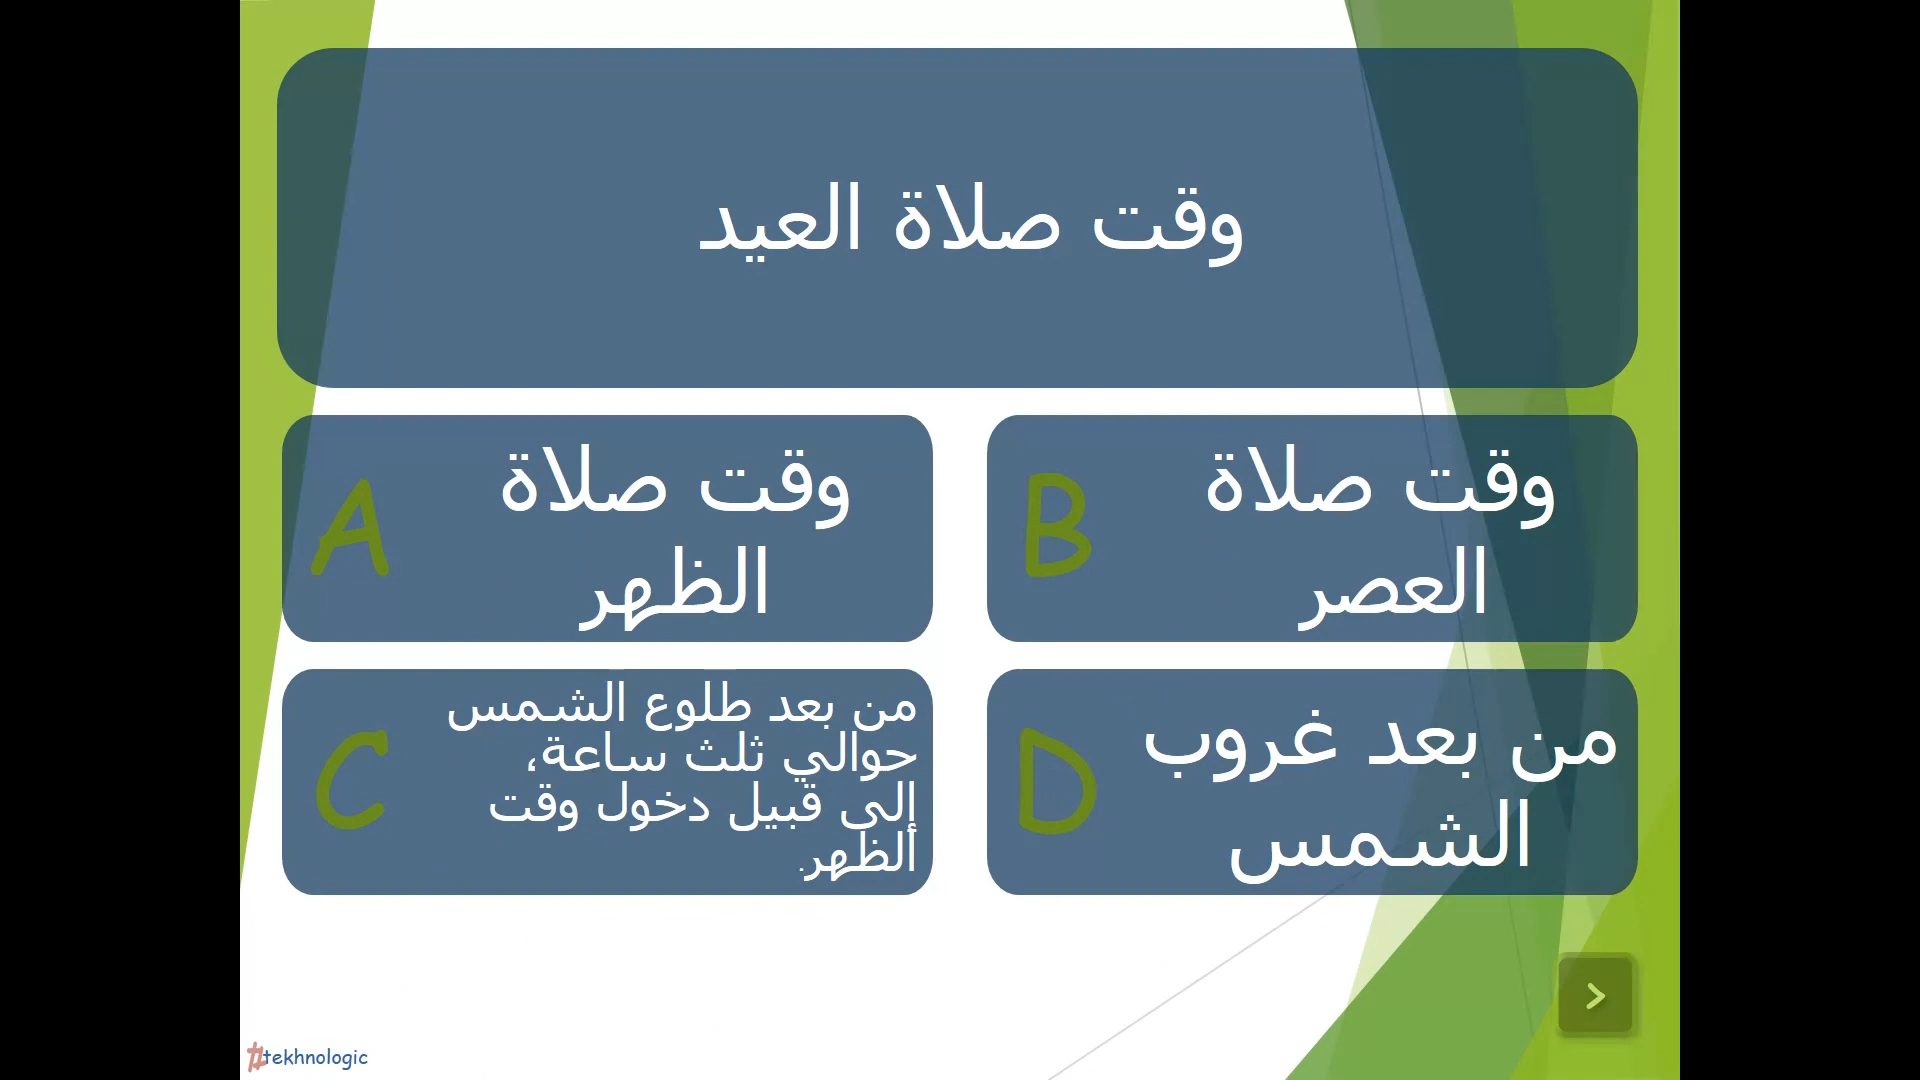 وقت صلاة العيد
A
وقت صلاة
الظهر
B
وقت صلاة
العصر
C
من بعد طلوع الشمس
حوالي ثلث ساعة،
إلى قبيل دخول وقت
الظهر.
D
من بعد غروب
الشمس
>
#tekhnologic